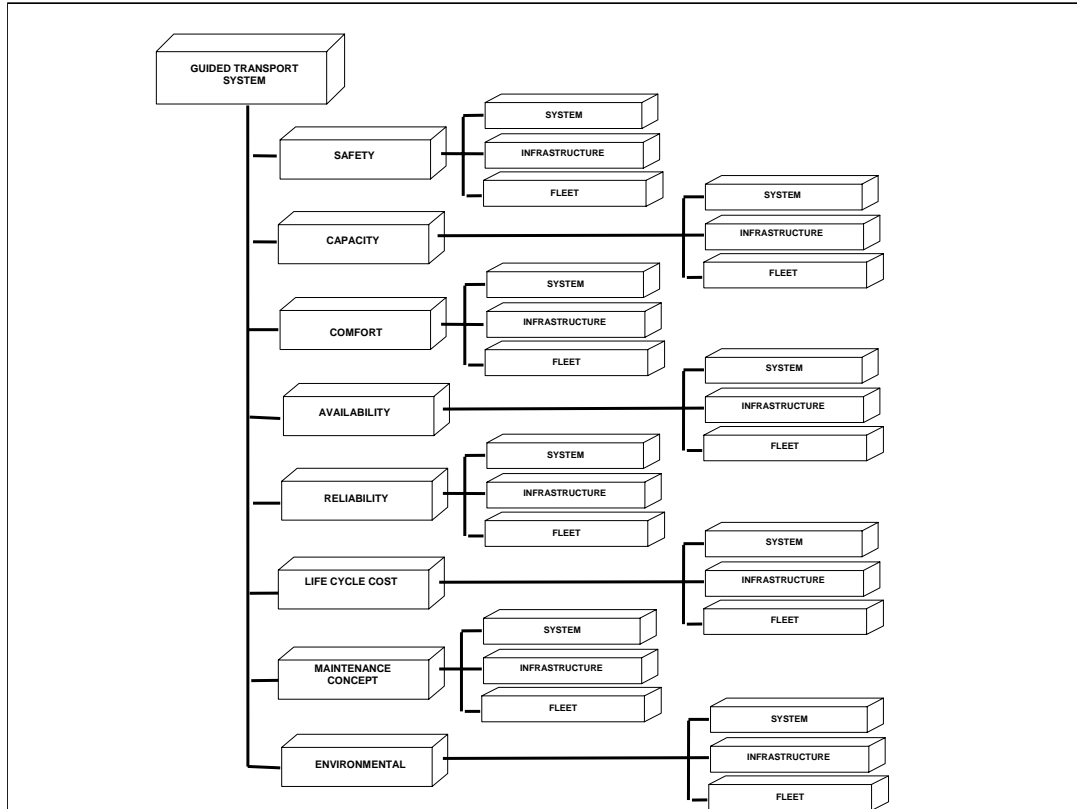 GUIDED TRANSPORT
SYSTEM
SAFETY
SYSTEM
INFRASTRUCTURE
FLEET
CAPACITY
SYSTEM
INFRASTRUCTURE
FLEET
COMFORT
SYSTEM
INFRASTRUCTURE
FLEET
AVAILABILITY
SYSTEM
INFRASTRUCTURE
FLEET
RELIABILITY
SYSTEM
INFRASTRUCTURE
FLEET
LIFE CYCLE COST
SYSTEM
INFRASTRUCTURE
FLEET
MAINTENANCE
CONCEPT
SYSTEM
INFRASTRUCTURE
FLEET
ENVIRONMENTAL
SYSTEM
INFRASTRUCTURE
FLEET